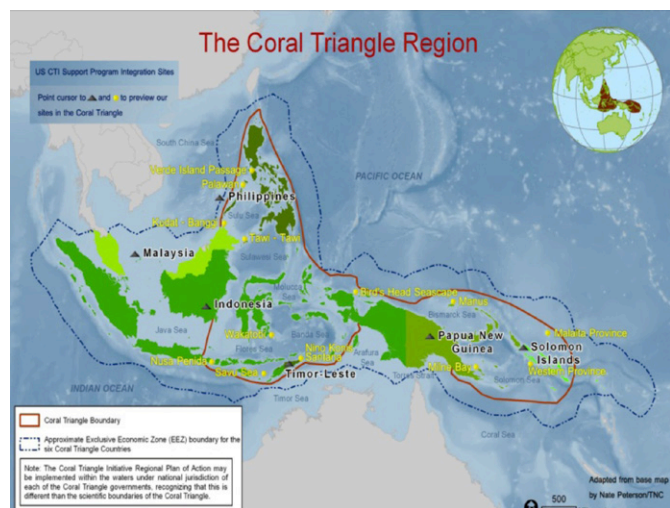 The Coral Triangle Region
US CTI Support Program Integration Sites
Point cursor to and to preview our
sites in the Coral Triangle
South China Sea
Verde Island Passage
Palawan
Philippines
PACIFIC OCEAN
Sulu Sea
Tawi - Tawi
Malaysia
Sulawesi Sea
Indonesia
Molucca
Sea
Bird's Head Seascape
Manus
Bismarck Sea
Java Sea
Wakatobi
Banda Sea
Flores Sea
Papua New
Guinea
Malaita Province
Solomon
Islands
Nusa Penida
Nino Konis
Santana
Arafura
Sea
Savu Sea
Timor Leste
Torres Strait
Milne Bay
Solomon Sea
Western Province
INDIAN OCEAN
Timor Sea
Coral Sea
Coral Triangle Boundary
Approximate Exclusive Economic Zone (EEZ) boundary for the
six Coral Triangle Countries
Note: The Coral Triangle Initiative Regional Plan of Action may
be implemented within the waters under national jurisdiction of
each of the Coral Triangle governments, recognizing that this is
different than the scientific boundaries of the Coral Triangle.
500
Adapted from base map
by Nate Peterson/TNC